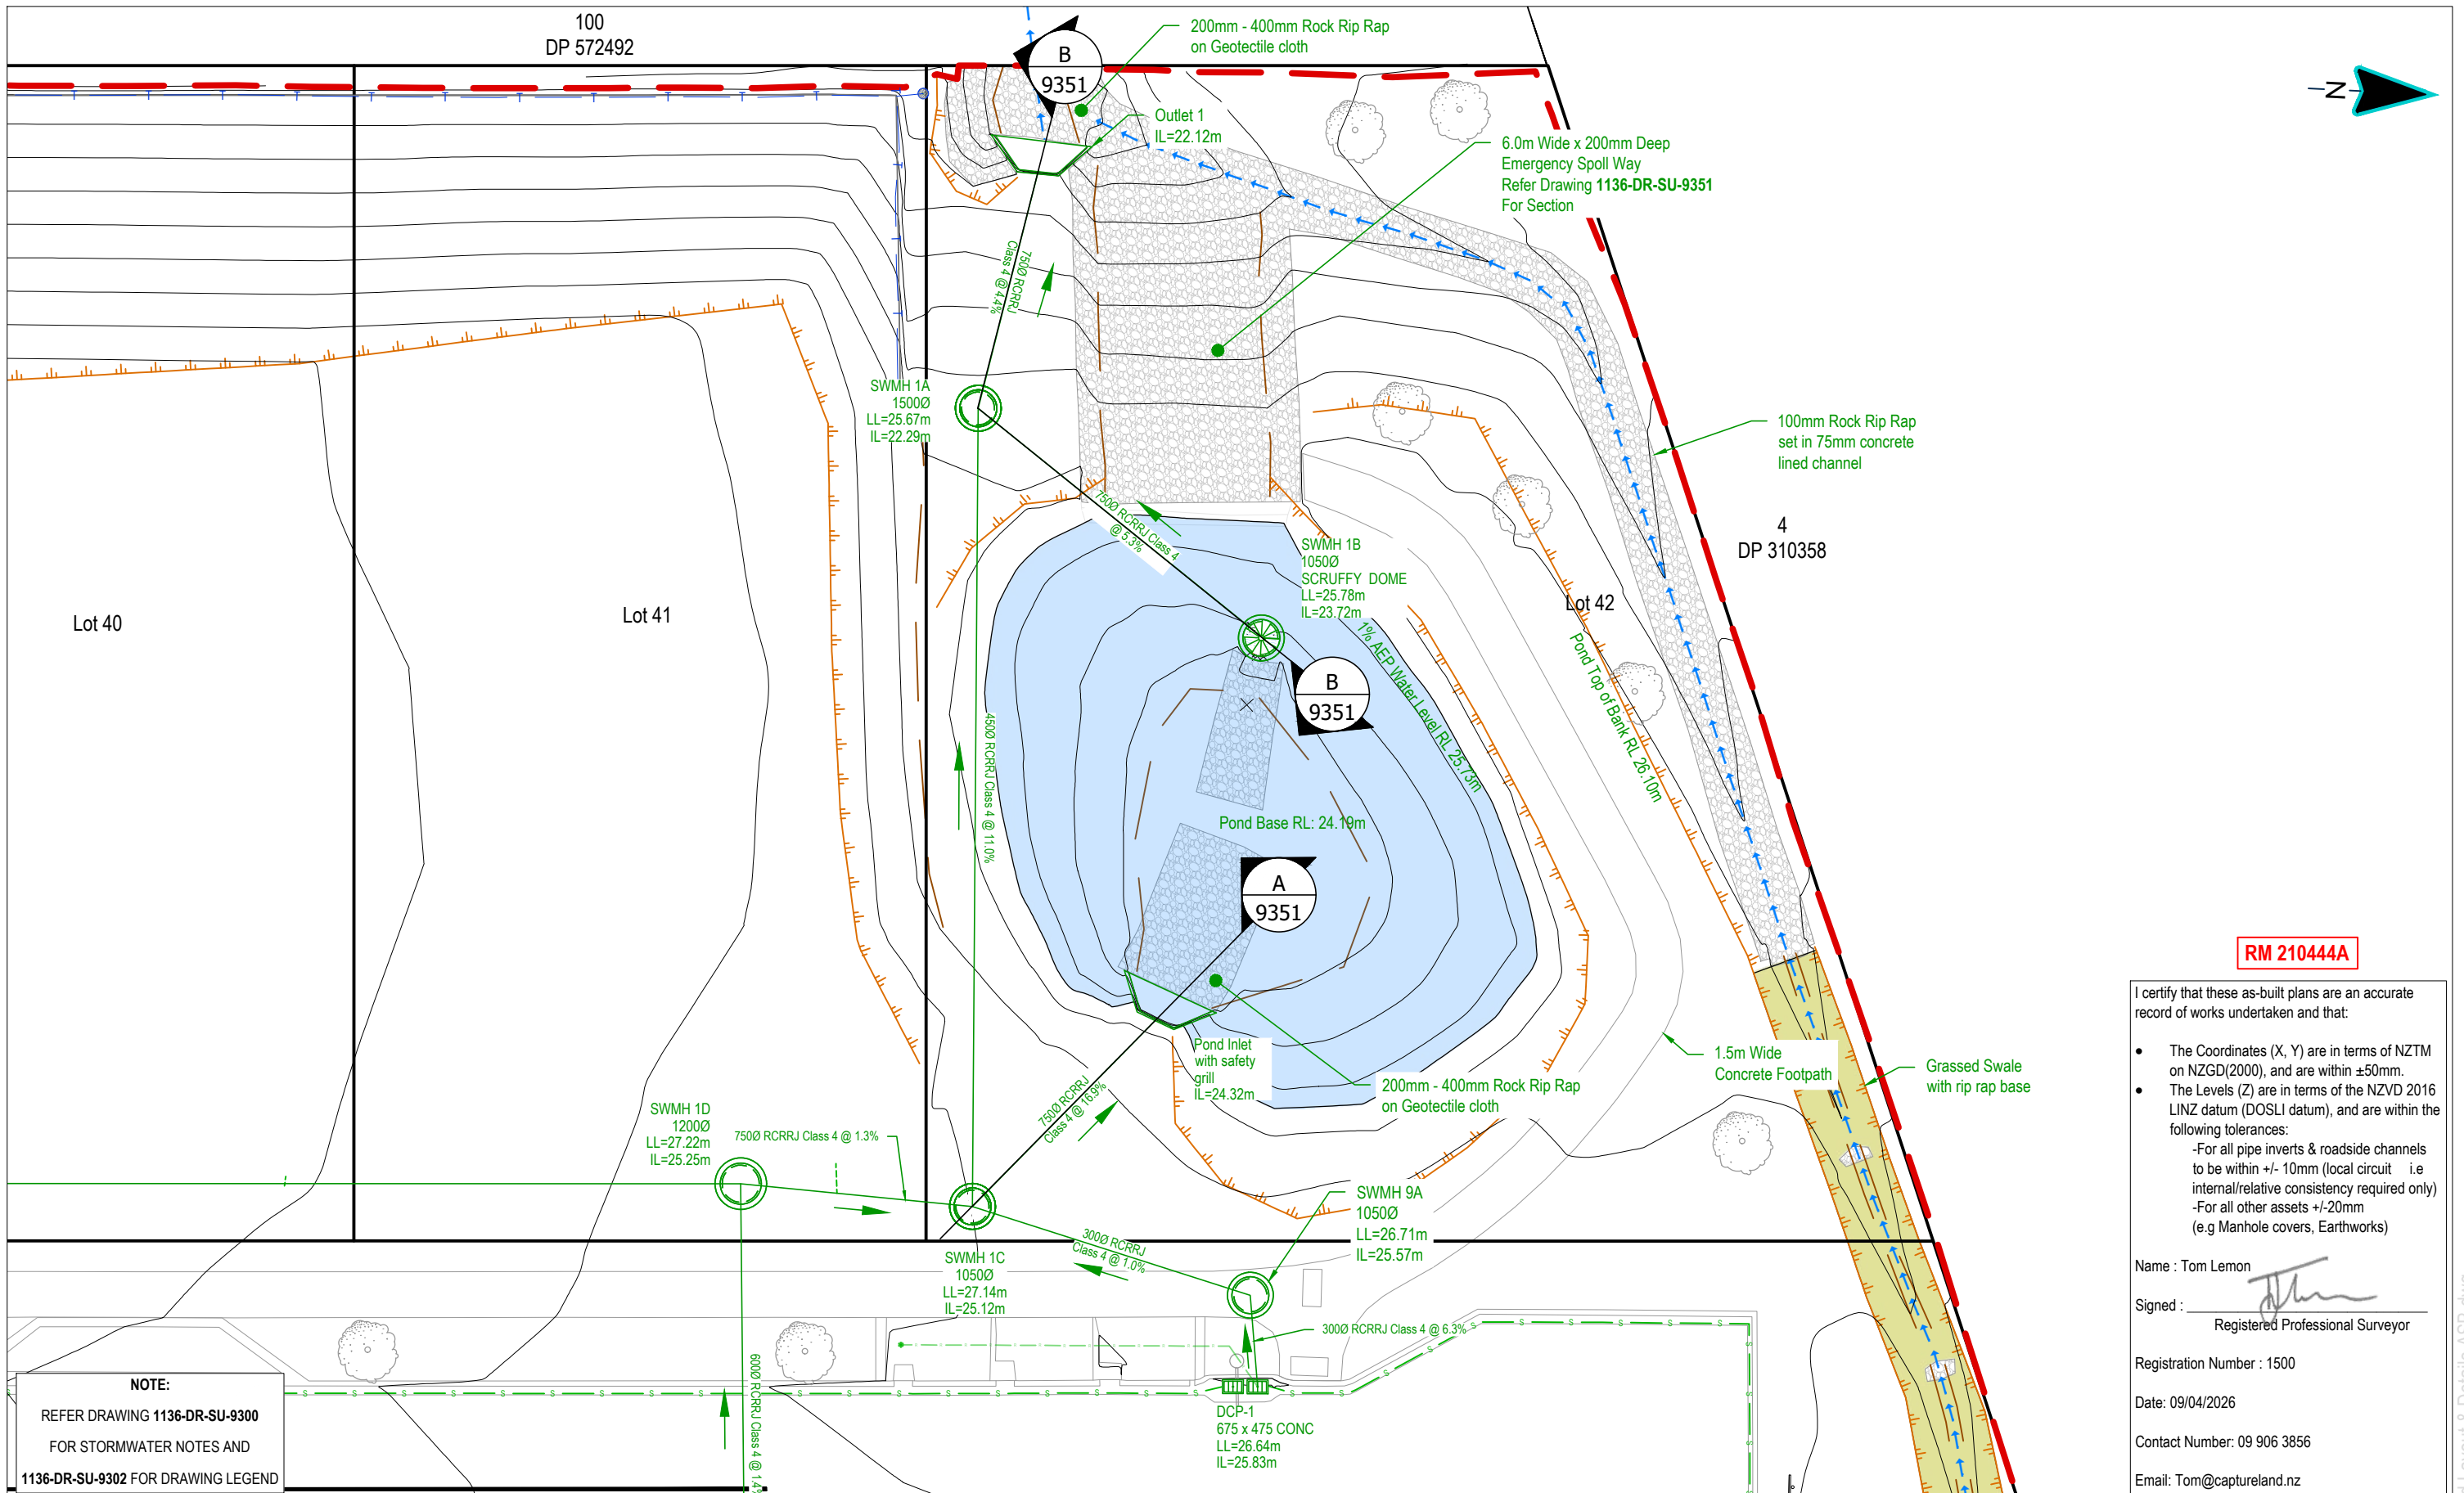 100
DP 572492
B
9351
200mm - 400mm Rock Rip Rap
on Geotectile cloth
N
Outlet 1
IL=22.12m
6.0m Wide x 200mm Deep
Emergency Spoll Way
Refer Drawing 1136-DR-SU-9351
For Section
750Ø RCRRJ
Class 4 @ 4.4%
SWMH 1A
1500Ø
LL=25.67m
IL=22.29m
100mm Rock Rip Rap
set in 75mm concrete
lined channel
750Ø RCRRJ Class 4
@ 5.3%
4
DP 310358
SWMH 1B
1050Ø
SCRUFFY DOME
LL=25.78m
IL=23.72m
Lot 40
Lot 41
Lot 42
1% AEP Water Level RL 25.73m
Pond Top of Bank RL 26.10m
B
9351
450Ø RCRRJ Class 4 @ 11.0%
Pond Base RL: 24.19m
A
9351
Pond Inlet
with safety
grill
IL=24.32m
200mm - 400mm Rock Rip Rap
on Geotectile cloth
1.5m Wide
Concrete Footpath
Grassed Swale
with rip rap base
750Ø RCRRJ
Class 4 @ 16.9%
SWMH 1D
1200Ø
LL=27.22m
IL=25.25m
750Ø RCRRJ Class 4 @ 1.3%
SWMH 9A
1050Ø
LL=26.71m
IL=25.57m
300Ø RCRRJ
Class 4 @ 1.0%
SWMH 1C
1050Ø
LL=27.14m
IL=25.12m
300Ø RCRRJ Class 4 @ 6.3%
600Ø RCRRJ Class 4 @ 1.4%
DCP-1
675 x 475 CONC
LL=26.64m
IL=25.83m
NOTE:
REFER DRAWING 1136-DR-SU-9300
FOR STORMWATER NOTES AND
1136-DR-SU-9302 FOR DRAWING LEGEND
RM 210444A
I certify that these as-built plans are an accurate
record of works undertaken and that:
• The Coordinates (X, Y) are in terms of NZTM
on NZGD(2000), and are within ±50mm.
• The Levels (Z) are in terms of the NZVD 2016
LINZ datum (DOSLI datum), and are within the
following tolerances:
-For all pipe inverts & roadside channels
to be within +/- 10mm (local circuit i.e
internal/relative consistency required only)
-For all other assets +/-20mm
(e.g Manhole covers, Earthworks)
Name : Tom Lemon
Signed :
Registered Professional Surveyor
Registration Number : 1500
Date: 09/04/2026
Contact Number: 09 906 3856
Email: Tom@captureland.nz